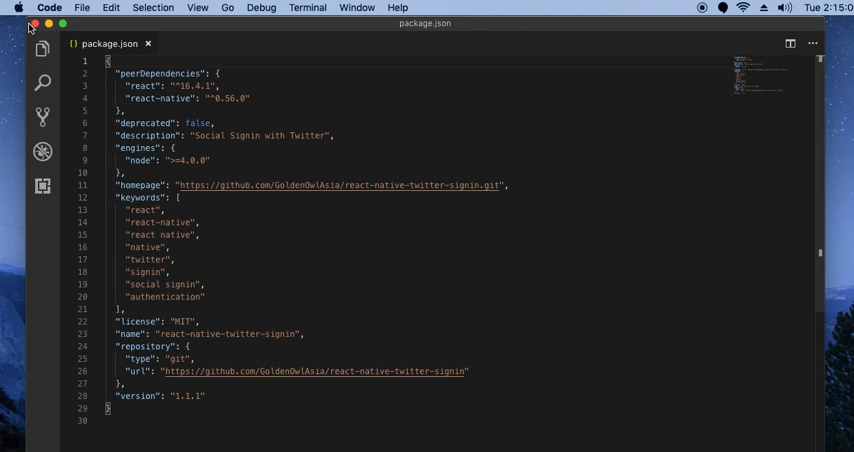 Code File Edit Selection View Go Debug Terminal Window Help Tue 2:15:0
package.json
{} package.json × ...
1 {
2 "peerDependencies": {
3 "react": "^16.4.1",
4 "react-native": "^0.56.0"
5 },
6 "deprecated": false,
7 "description": "Social Signin with Twitter",
8 "engines": {
9 "node": ">=4.0.0"
10 },
11 "homepage": "https://github.com/GoldenOwlAsia/react-native-twitter-signin.git",
12 "keywords": [
13 "react",
14 "react-native",
15 "react native",
16 "native",
17 "twitter",
18 "signin",
19 "social signin",
20 "authentication"
21 ],
22 "license": "MIT",
23 "name": "react-native-twitter-signin",
24 "repository": {
25 "type": "git",
26 "url": "https://github.com/GoldenOwlAsia/react-native-twitter-signin"
27 },
28 "version": "1.1.1"
29 }
30